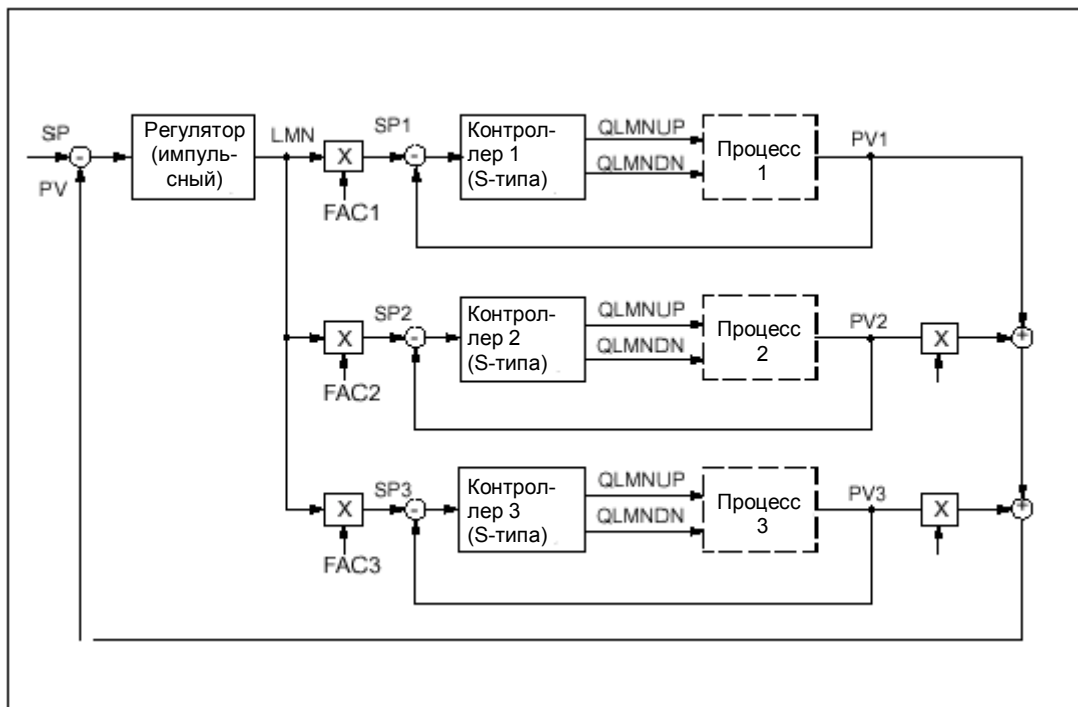 SP
PV
Регулятор
(импуль-
сный)
LMN
X
FAC1
SP1
-
-
Контрол-
лер 1
(S-типа)
QLMNUP
QLMNDN
Процесс
1
PV1
X
FAC2
SP2
-
Контрол-
лер 2
(S-типа)
QLMNUP
QLMNDN
Процесс
2
PV2
X
+
X
FAC3
SP3
-
Контрол-
лер 3
(S-типа)
QLMNUP
QLMNDN
Процесс
3
PV3
X
+